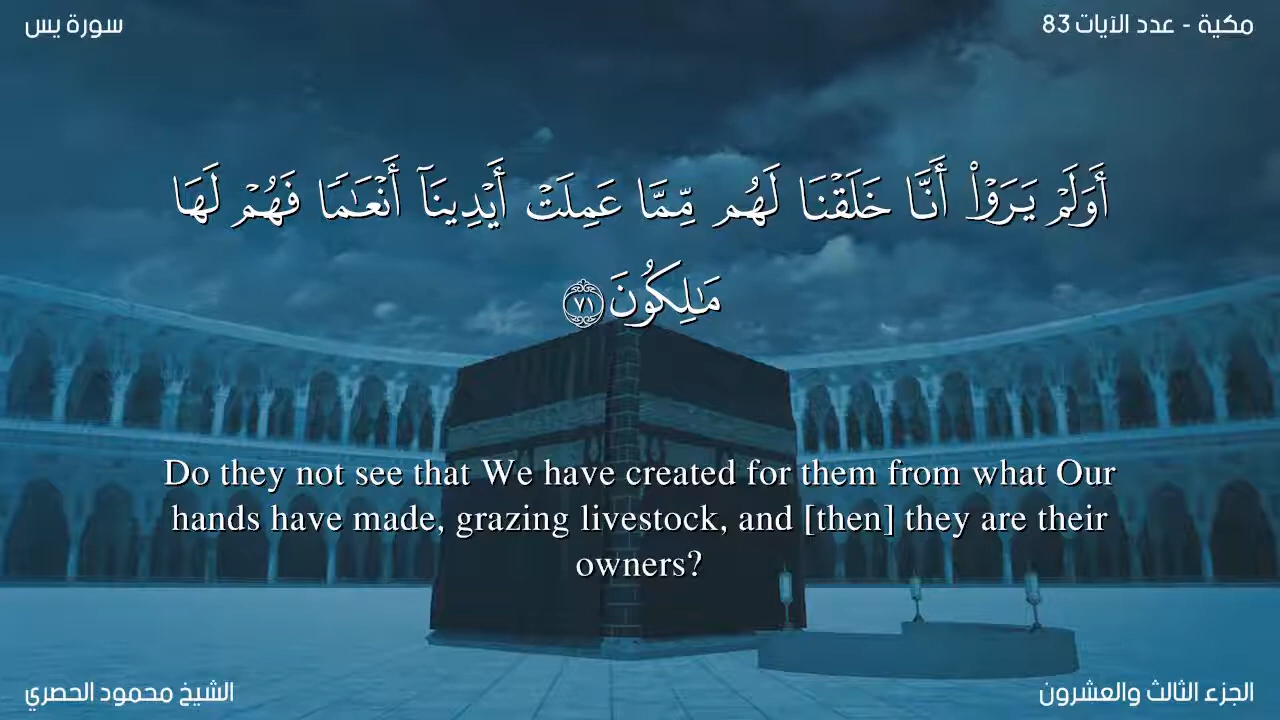 سورة يس
مكية - عدد الآيات 83
أَوَلَمْ يَرَوْا۟ أَنَّا خَلَقْنَا لَهُم مِّمَّا عَمِلَتْ أَيْدِينَآ أَنْعَـٰمًا فَهُمْ لَهَا
مَـٰلِكُونَ ٧١
Do they not see that We have created for them from what Our
hands have made, grazing livestock, and [then] they are their
owners?
الشيخ محمود الحصري
الجزء الثالث والعشرون